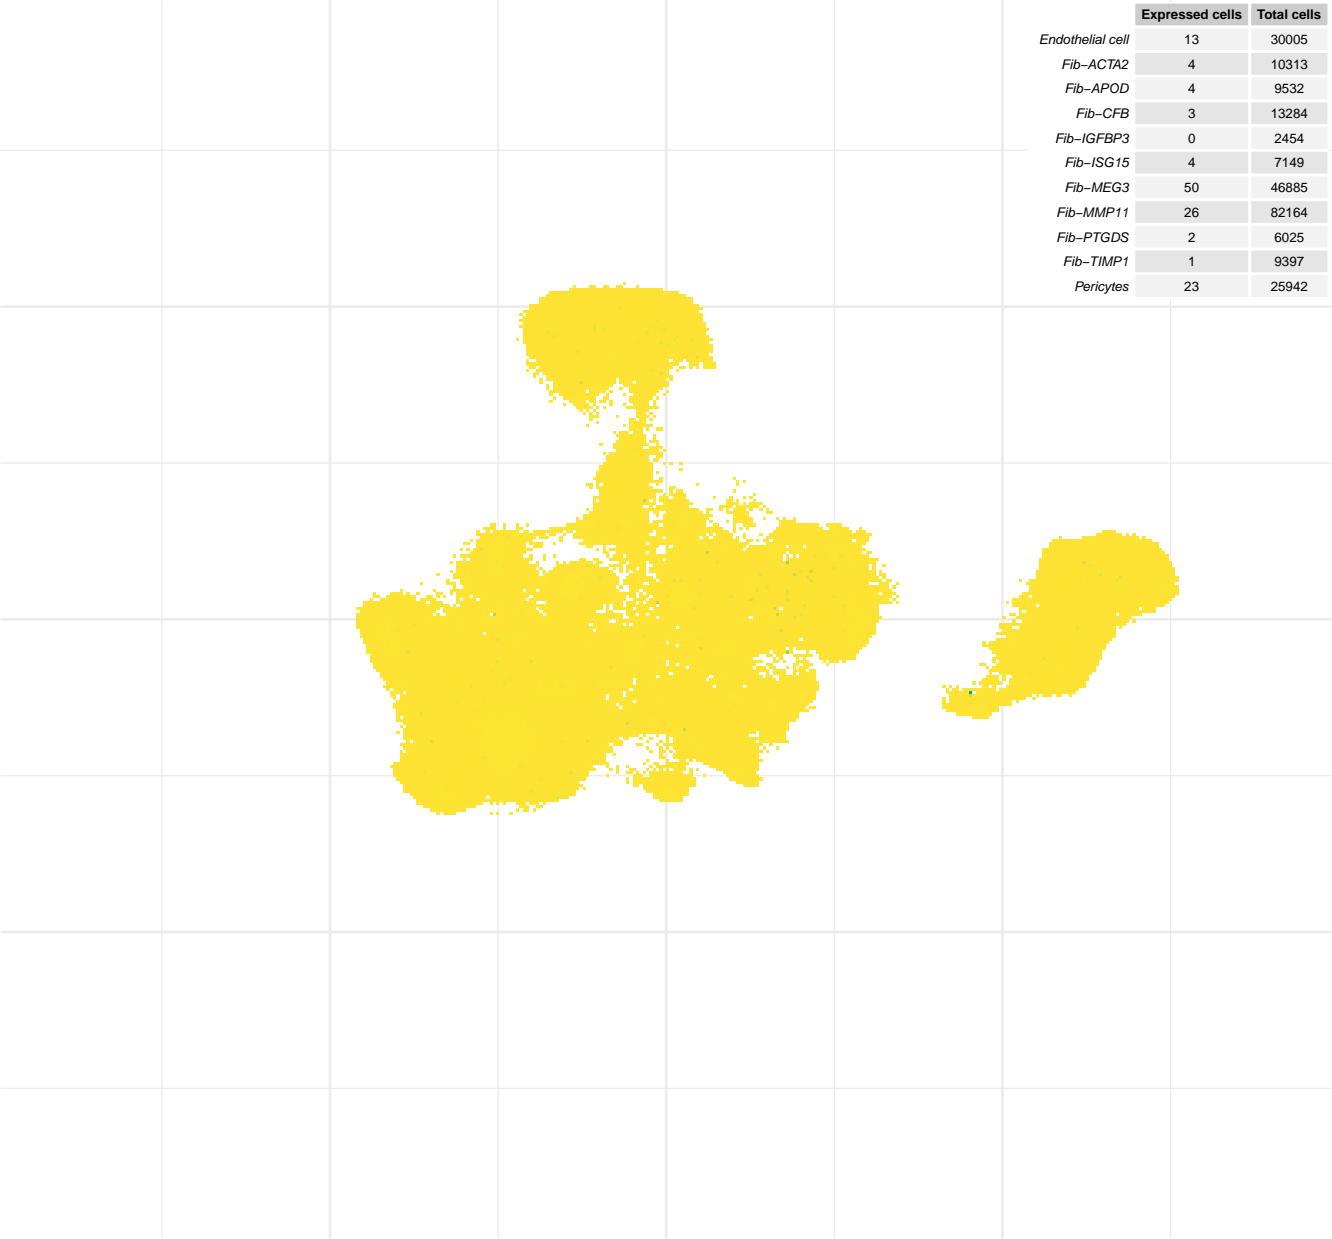 Expressed cells Total cells
Endothelial cell 13 30005
Fib−ACTA2 4 10313
Fib−APOD 4 9532
Fib−CFB 3 13284
Fib−IGFBP3 0 2454
Fib−ISG15 4 7149
Fib−MEG3 50 46885
Fib−MMP11 26 82164
Fib−PTGDS 2 6025
Fib−TIMP1 1 9397
Pericytes 23 25942